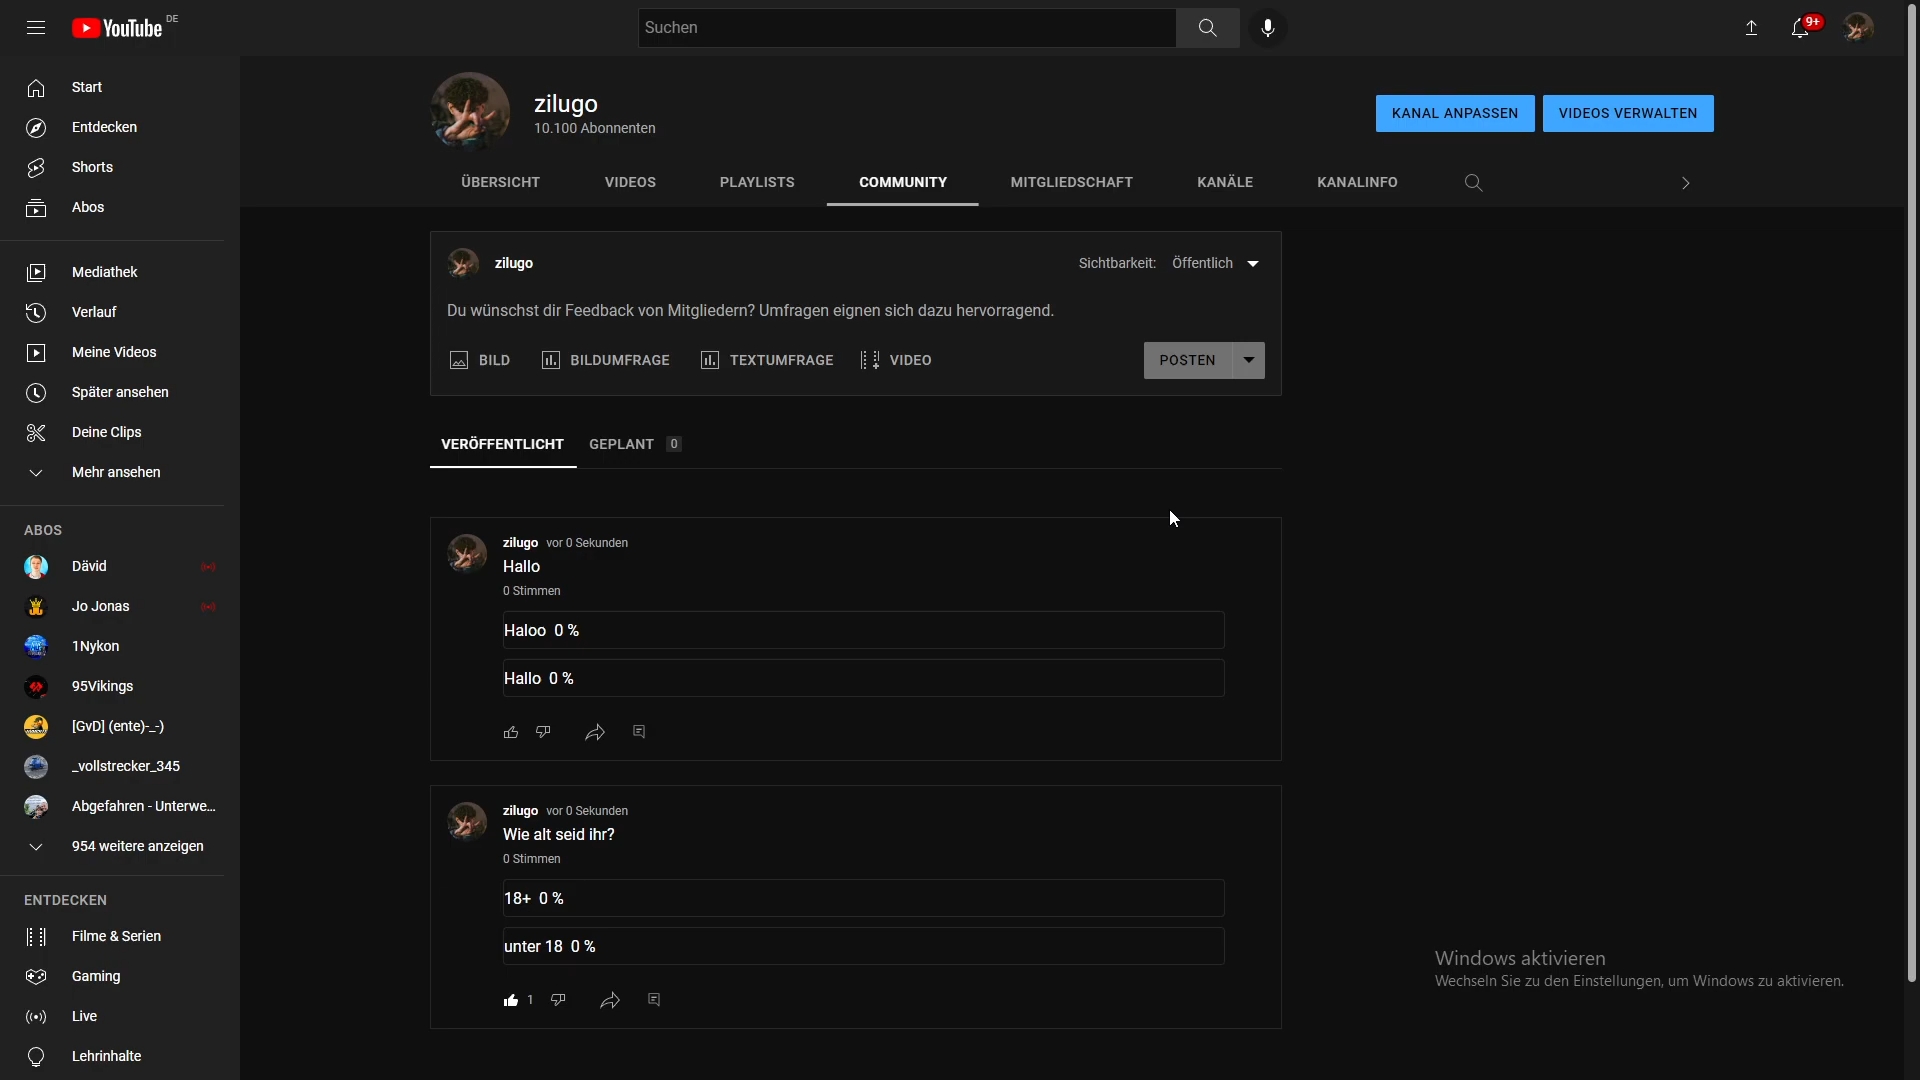 YouTube DE
Suchen
9+
Start
Entdecken
Shorts
Abos
Mediathek
Verlauf
Meine Videos
Später ansehen
Deine Clips
Mehr ansehen
ABOS
Dävid
Jo Jonas
1Nykon
95Vikings
[GvD] (ente)-_-)
_vollstrecker_345
Abgefahren - Unterwe...
954 weitere anzeigen
ENTDECKEN
Filme & Serien
Gaming
Live
Lehrinhalte
zilugo
10.100 Abonnenten
KANAL ANPASSEN VIDEOS VERWALTEN
ÜBERSICHT VIDEOS PLAYLISTS COMMUNITY MITGLIEDSCHAFT KANÄLE KANALINFO
zilugo Sichtbarkeit: Öffentlich
Du wünschst dir Feedback von Mitgliedern? Umfragen eignen sich dazu hervorragend.
BILD BILDUMFRAGE TEXTUMFRAGE VIDEO POSTEN
VERÖFFENTLICHT GEPLANT 0
zilugo vor 0 Sekunden
Hallo
0 Stimmen
Haloo 0 %
Hallo 0 %
zilugo vor 0 Sekunden
Wie alt seid ihr?
0 Stimmen
18+ 0 %
unter 18 0 %
1
Windows aktivieren
Wechseln Sie zu den Einstellungen, um Windows zu aktivieren.